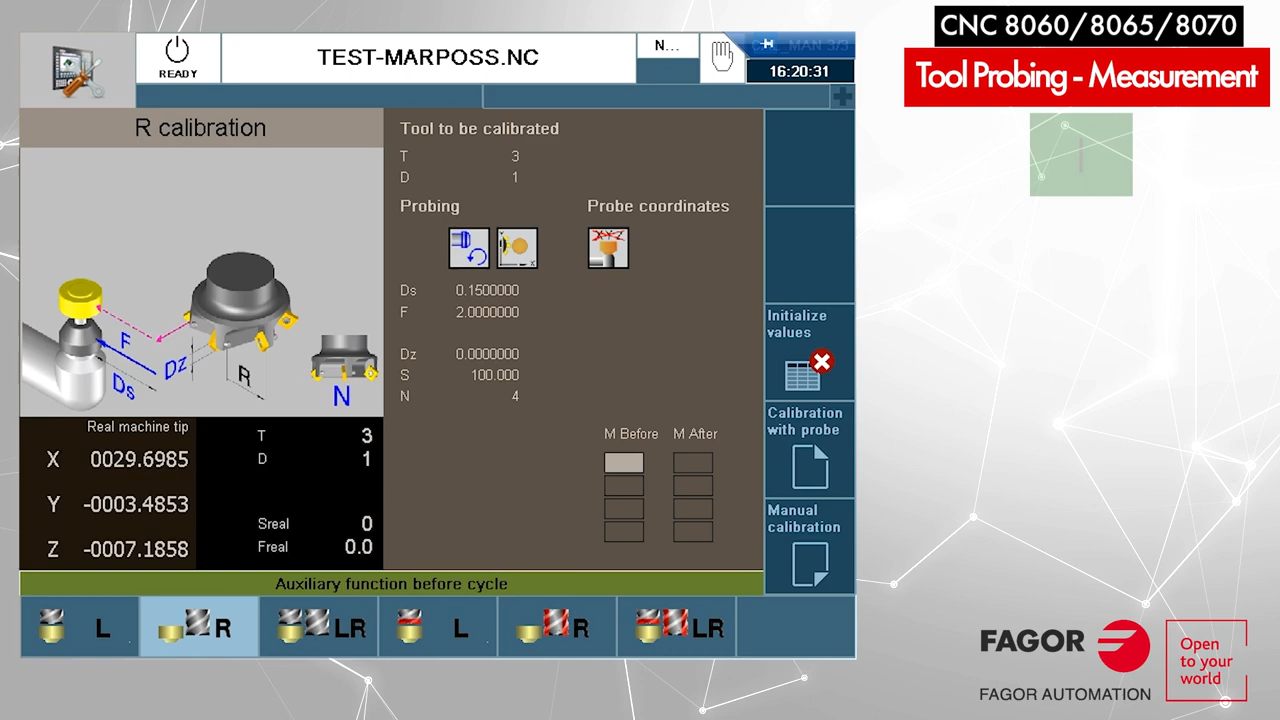 CNC 8060/8065/8070
Tool Probing - Measurement
READY
TEST-MARPOSS.NC
N...
16:20:31
R calibration
F
Dz
Ds
R
N
Real machine tip
X 0029.6985
Y -0003.4853
Z -0007.1858
T 3
D 1
Sreal 0
Freal 0.0
Tool to be calibrated
T 3
D 1
Probing
Probe coordinates
Ds 0.1500000
F 2.0000000
Dz 0.0000000
S 100.000
N 4
M Before M After
Initialize
values
Calibration
with probe
Manual
calibration
Auxiliary function before cycle
L
R
LR
L
R
LR
FAGOR
FAGOR AUTOMATION
Open
to your
world